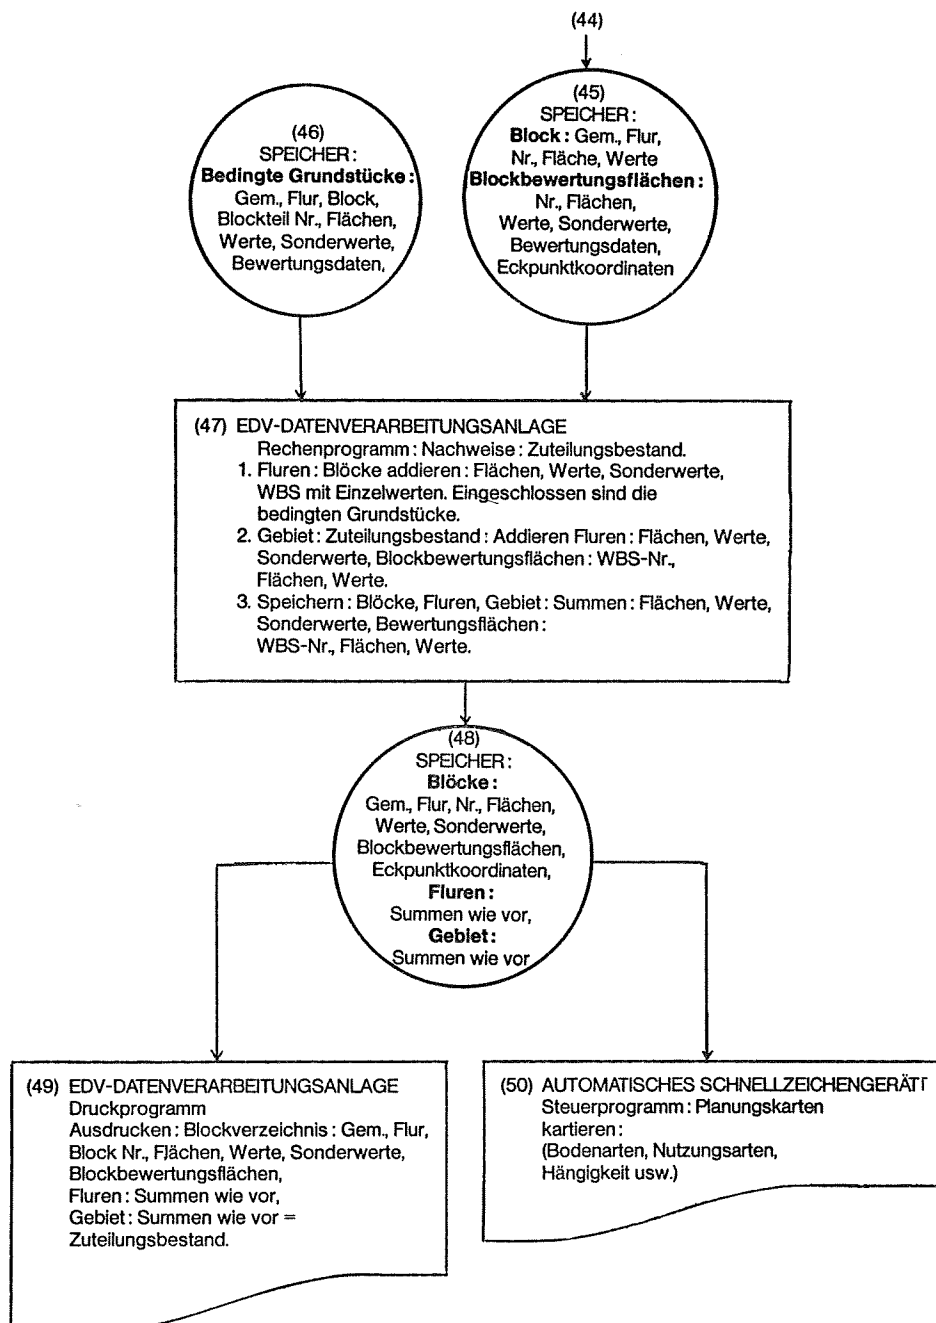 (44)
(46)
SPEICHER:
Bedingte Grundstücke:
Gem., Flur, Block,
Blockteil Nr., Flächen,
Werte, Sonderwerte,
Bewertungsdaten,
(45)
SPEICHER:
Block: Gem., Flur,
Nr., Fläche, Werte
Blockbewertungsflächen:
Nr., Flächen,
Werte, Sonderwerte,
Bewertungsdaten,
Eckpunktkoordinaten
(47) EDV-DATENVERARBEITUNGSANLAGE
Rechenprogramm: Nachweise: Zuteilungsbestand.
1. Fluren: Blöcke addieren: Flächen, Werte, Sonderwerte,
WBS mit Einzelwerten. Eingeschlossen sind die
bedingten Grundstücke.
2. Gebiet: Zuteilungsbestand: Addieren Fluren: Flächen, Werte,
Sonderwerte, Blockbewertungsflächen: WBS-Nr.,
Flächen, Werte.
3. Speichern: Blöcke, Fluren, Gebiet: Summen: Flächen, Werte,
Sonderwerte, Bewertungsflächen:
WBS-Nr., Flächen, Werte.
(48)
SPEICHER:
Blöcke:
Gem., Flur, Nr., Flächen,
Werte, Sonderwerte,
Blockbewertungsflächen,
Eckpunktkoordinaten,
Fluren:
Summen wie vor,
Gebiet:
Summen wie vor
(49) EDV-DATENVERARBEITUNGSANLAGE
Druckprogramm
Ausdrucken: Blockverzeichnis: Gem., Flur,
Block Nr., Flächen, Werte, Sonderwerte,
Blockbewertungsflächen,
Fluren: Summen wie vor,
Gebiet: Summen wie vor =
Zuteilungsbestand.
(50) AUTOMATISCHES SCHNELLZEICHENGERÄT
Steuerprogramm: Planungskarten
kartieren:
(Bodenarten, Nutzungsarten,
Hängigkeit usw.)